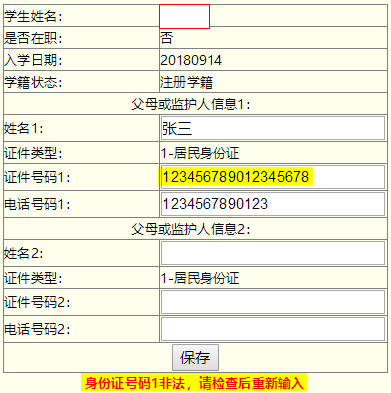 学生姓名：
是否在职： 否
入学日期： 20180914
学籍状态： 注册学籍
父母或监护人信息1：
姓名1： 张三
证件类型： 1-居民身份证
证件号码1： 123456789012345678
电话号码1： 1234567890123
父母或监护人信息2：
姓名2：
证件类型： 1-居民身份证
证件号码2：
电话号码2：
保存
身份证号码1非法，请检查后重新输入